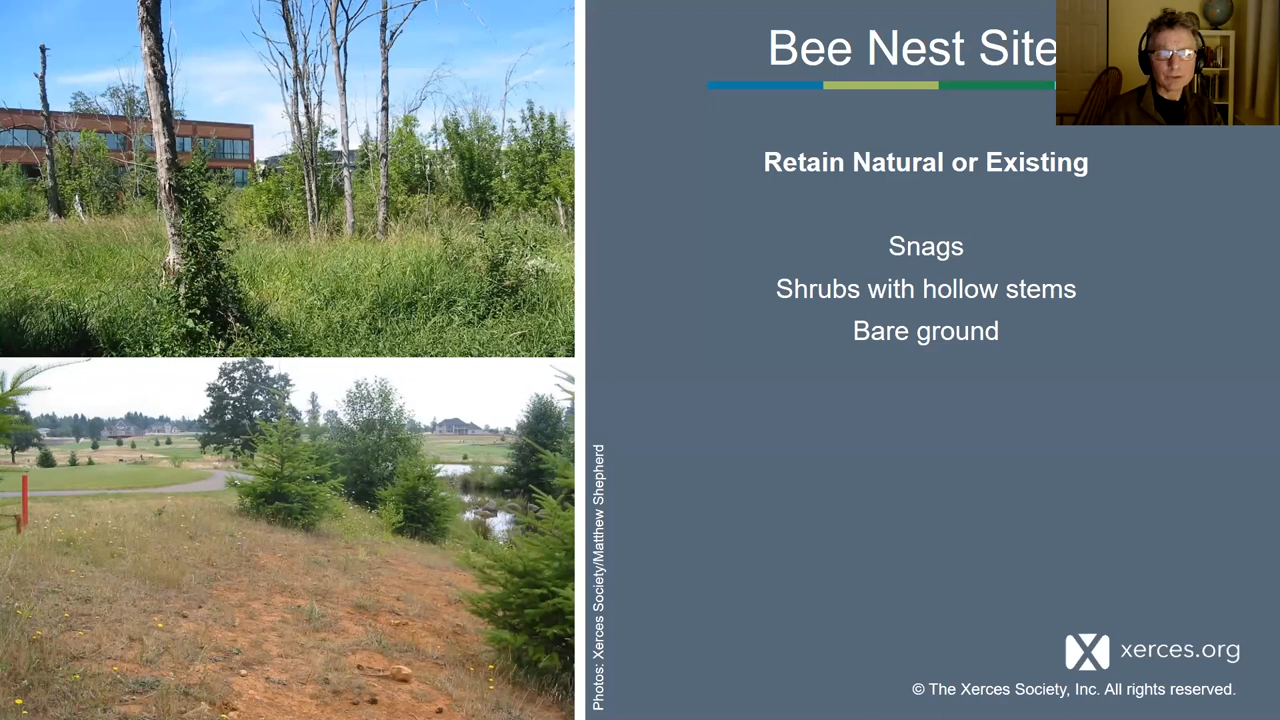 Bee Nest Site
Retain Natural or Existing
Snags
Shrubs with hollow stems
Bare ground
Photos: Xerces Society/Matthew Shepherd
xerces.org
© The Xerces Society, Inc. All rights reserved.